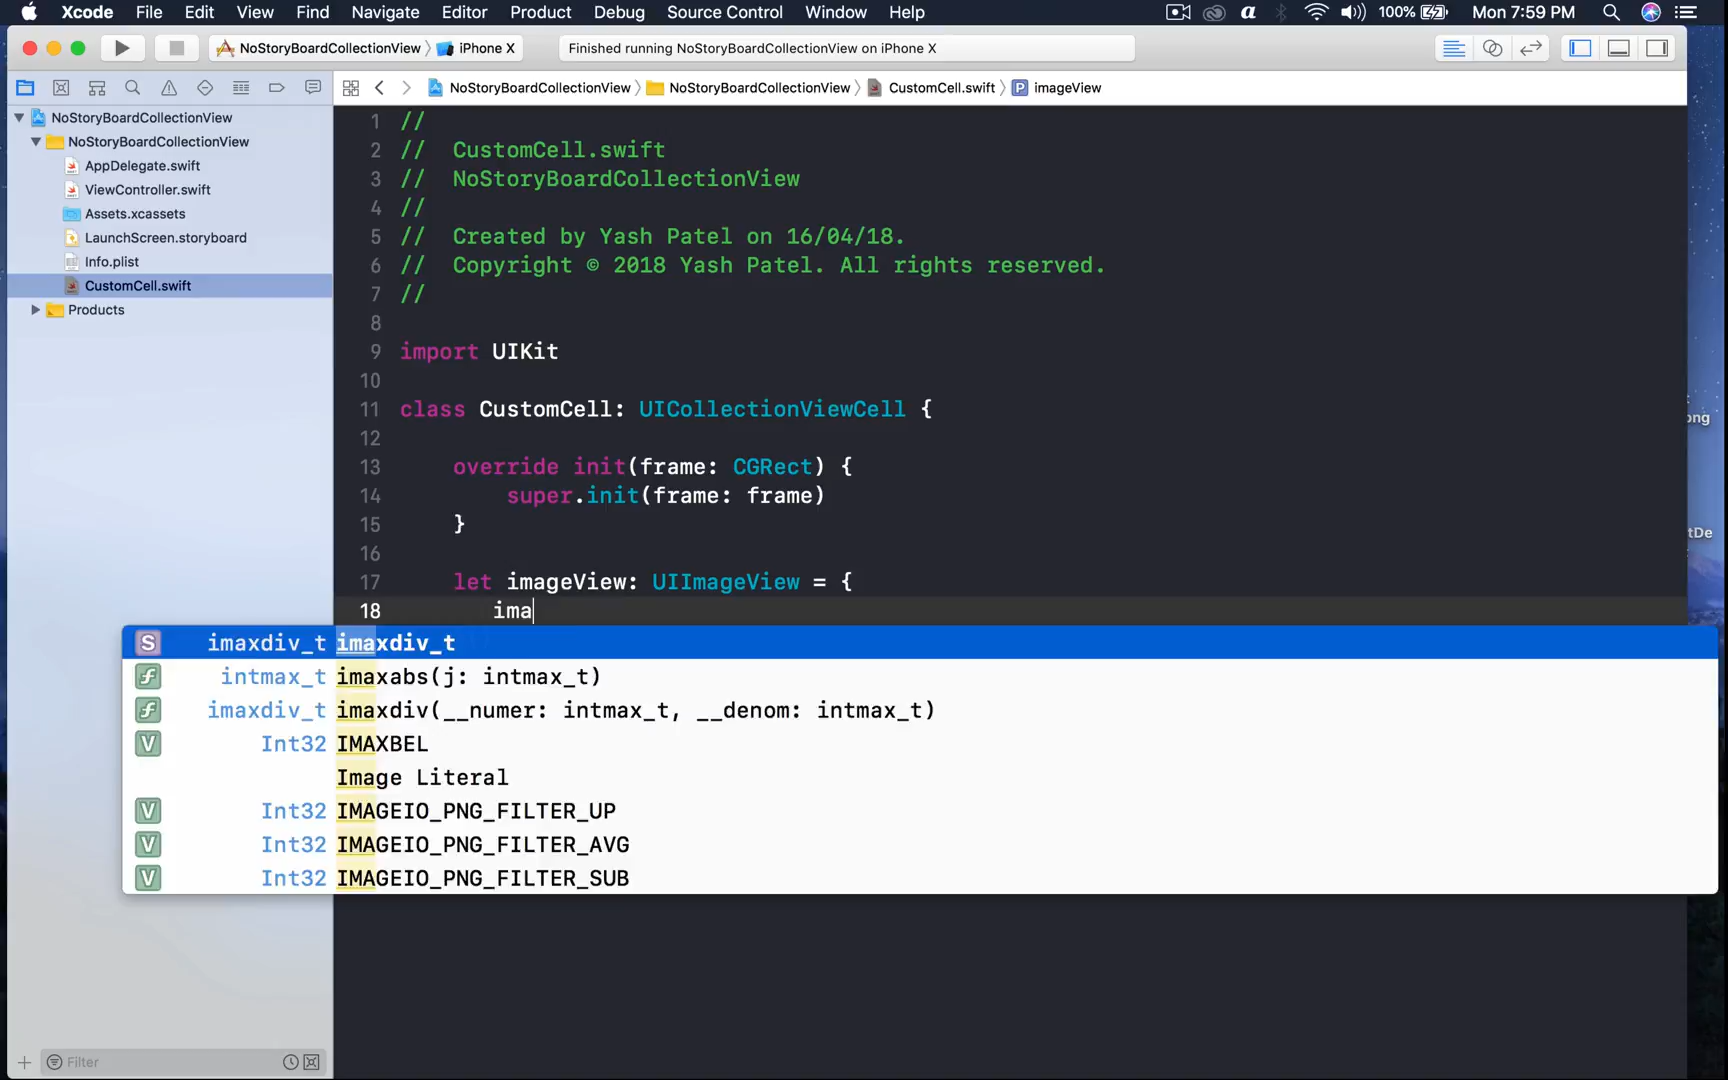 Xcode File Edit View Find Navigate Editor Product Debug Source Control Window Help 100% Mon 7:59 PM
NoStoryBoardCollectionView iPhone X Finished running NoStoryBoardCollectionView on iPhone X
NoStoryBoardCollectionView NoStoryBoardCollectionView CustomCell.swift P imageView
NoStoryBoardCollectionView
NoStoryBoardCollectionView
AppDelegate.swift
ViewController.swift
Assets.xcassets
LaunchScreen.storyboard
Info.plist
CustomCell.swift
Products
Filter
1 //
2 // CustomCell.swift
3 // NoStoryBoardCollectionView
4 //
5 // Created by Yash Patel on 16/04/18.
6 // Copyright © 2018 Yash Patel. All rights reserved.
7 //
8
9 import UIKit
10
11 class CustomCell: UICollectionViewCell {
12
13 override init(frame: CGRect) {
14 super.init(frame: frame)
15 }
16
17 let imageView: UIImageView = {
18 ima
S imaxdiv_t imaxdiv_t
f intmax_t imaxabs(j: intmax_t)
f imaxdiv_t imaxdiv(__numer: intmax_t, __denom: intmax_t)
V Int32 IMAXBEL
Image Literal
V Int32 IMAGEIO_PNG_FILTER_UP
V Int32 IMAGEIO_PNG_FILTER_AVG
V Int32 IMAGEIO_PNG_FILTER_SUB